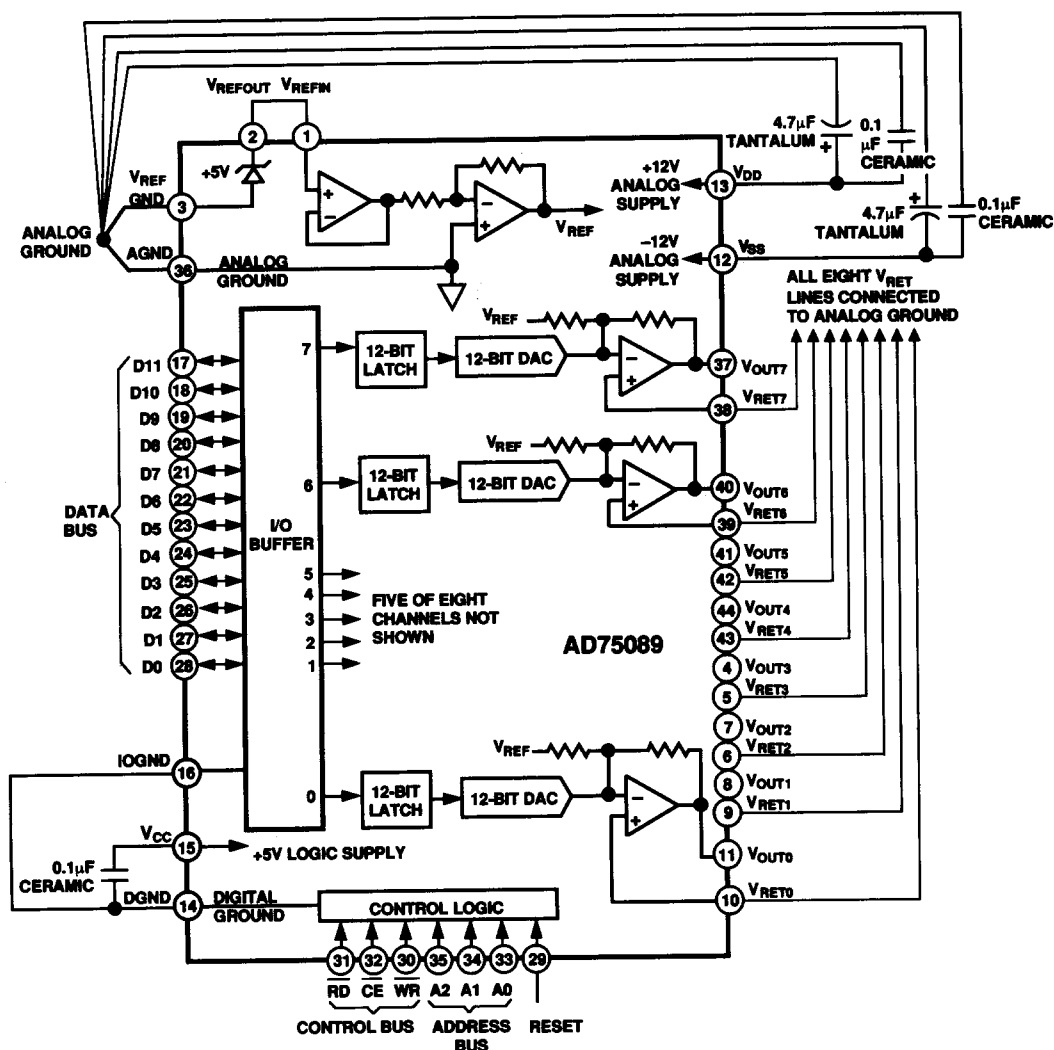 VREFOUT VREFIN
2 1
+5V
VREF
GND
3
ANALOG
GROUND
AGND
36
ANALOG
GROUND
VREF
4.7µF
TANTALUM
+
0.1
µF
CERAMIC
+12V
ANALOG
SUPPLY
13
VDD
+
4.7µF
TANTALUM
0.1µF
CERAMIC
−12V
ANALOG
SUPPLY
12
VSS
ALL EIGHT VRET
LINES CONNECTED
TO ANALOG GROUND
DATA
BUS
D11 17
D10 18
D9 19
D8 20
D7 21
D6 22
D5 23
D4 24
D3 25
D2 26
D1 27
D0 28
I/O
BUFFER
7
12-BIT
LATCH
12-BIT DAC
VREF
−
+
37 VOUT7
38 VRET7
6
12-BIT
LATCH
12-BIT DAC
VREF
−
+
40 VOUT6
39 VRET6
41 VOUT5
42 VRET5
44 VOUT4
43 VRET4
4 VOUT3
5 VRET3
7 VOUT2
6 VRET2
8 VOUT1
9 VRET1
11 VOUT0
10 VRET0
5
4
3
2
1
FIVE OF EIGHT
CHANNELS NOT
SHOWN
AD75089
0
12-BIT
LATCH
12-BIT DAC
VREF
−
+
IOGND
16
VCC
15
+5V LOGIC SUPPLY
0.1µF
CERAMIC
DGND
14
DIGITAL
GROUND
CONTROL LOGIC
31 32 30 35 34 33 29
RD CE WR A2 A1 A0
CONTROL BUS
ADDRESS
BUS
RESET